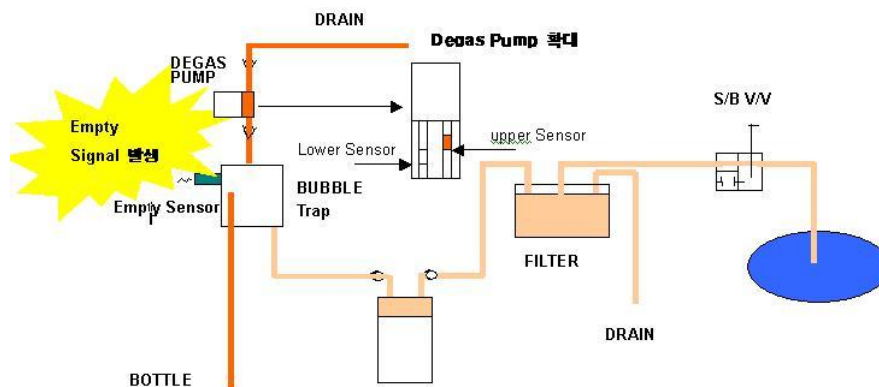 DRAIN
Degas Pump 확대
DEGAS
PUMP
S/B V/V
Empty
Signal 발생
Lower Sensor
upper Sensor
BUBBLE
Trap
Empty Sensor
FILTER
DRAIN
BOTTLE